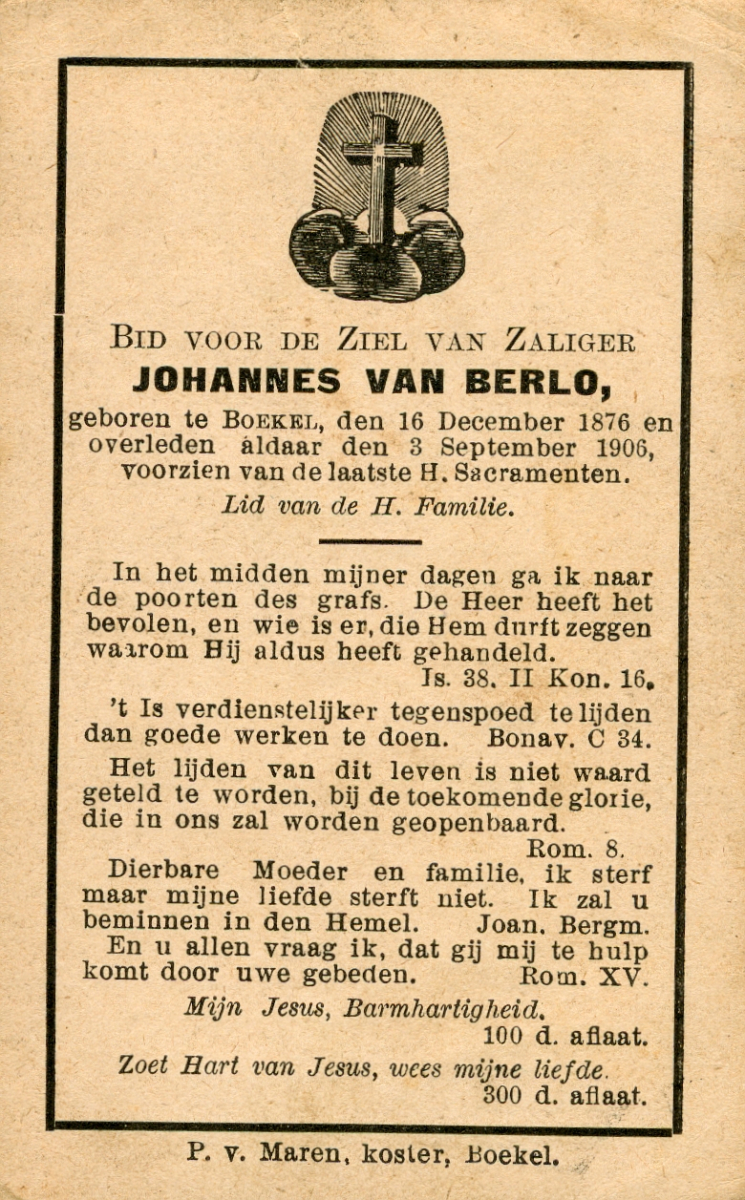 BID VOOR DE ZIEL VAN ZALIGER
JOHANNES VAN BERLO,
geboren te BOEKEL, den 16 December 1876 en
overleden aldaar den 3 September 1906,
voorzien van de laatste H. Sacramenten.
Lid van de H. Familie.
In het midden mijner dagen ga ik naar
de poorten des grafs. De Heer heeft het
bevolen, en wie is er, die Hem durft zeggen
waarom Hij aldus heeft gehandeld.
Is. 38. II Kon. 16.
't Is verdienstelijker tegenspoed te lijden
dan goede werken te doen. Bonav. C 34.
Het lijden van dit leven is niet waard
geteld te worden, bij de toekomende glorie,
die in ons zal worden geopenbaard.
Rom. 8.
Dierbare Moeder en familie, ik sterf
maar mijne liefde sterft niet. Ik zal u
beminnen in den Hemel. Joan. Bergm.
En u allen vraag ik, dat gij mij te hulp
komt door uwe gebeden. Rom. XV.
Mijn Jesus, Barmhartigheid.
100 d. aflaat.
Zoet Hart van Jesus, wees mijne liefde.
300 d. aflaat.
P. v. Maren, koster, Boekel.